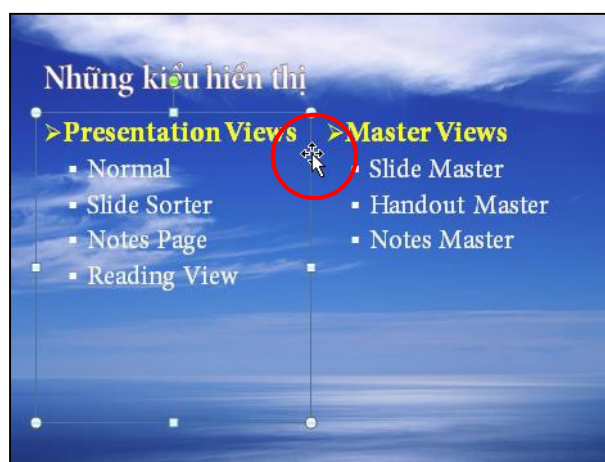 Những kiểu hiển thị
➢Presentation Views
▪ Normal
▪ Slide Sorter
▪ Notes Page
▪ Reading View
➢Master Views
▪ Slide Master
▪ Handout Master
▪ Notes Master